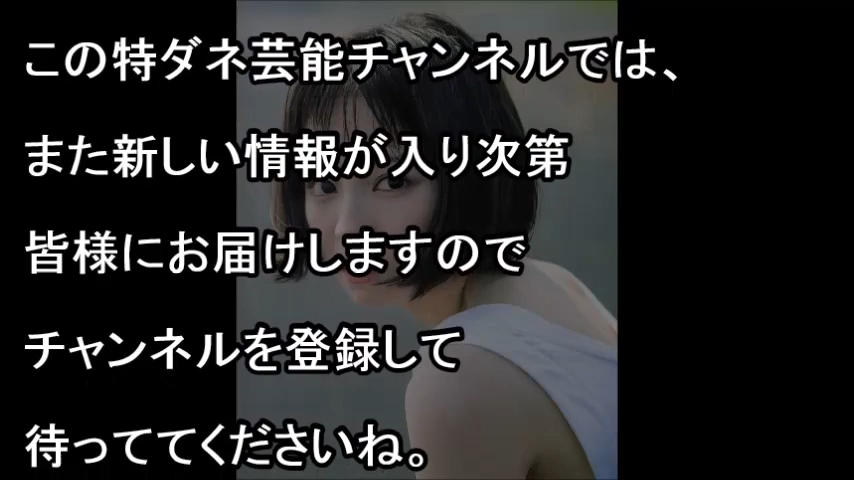 この特ダネ芸能チャンネルでは、
また新しい情報が入り次第
皆様にお届けしますので
チャンネルを登録して
待っててくださいね。